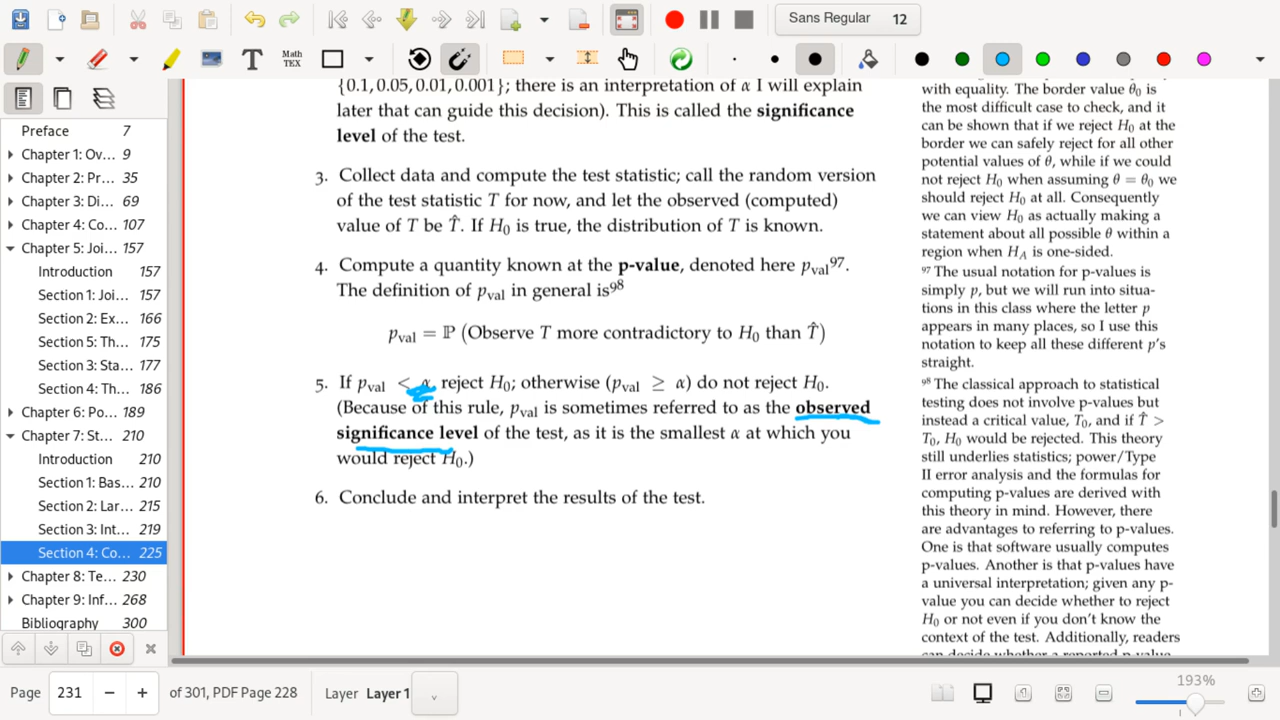 Sans Regular 12
T Math TEX
Preface 7
Chapter 1: Ov... 9
Chapter 2: Pr... 35
Chapter 3: Di... 69
Chapter 4: Co... 107
Chapter 5: Joi... 157
Introduction 157
Section 1: Joi... 157
Section 2: Ex... 166
Section 5: Th... 175
Section 3: Sta... 177
Section 4: Th... 186
Chapter 6: Po... 189
Chapter 7: St... 210
Introduction 210
Section 1: Bas... 210
Section 2: Lar... 215
Section 3: Int... 219
Section 4: Co... 225
Chapter 8: Te... 230
Chapter 9: Inf... 268
Bibliography 300
{0.1, 0.05, 0.01, 0.001}; there is an interpretation of α I will explain
later that can guide this decision). This is called the significance
level of the test.
3. Collect data and compute the test statistic; call the random version
of the test statistic T for now, and let the observed (computed)
value of T be T̂. If H₀ is true, the distribution of T is known.
4. Compute a quantity known at the p-value, denoted here pval⁹⁷.
The definition of pval in general is⁹⁸
pval = ℙ (Observe T more contradictory to H₀ than T̂)
5. If pval < α reject H₀; otherwise (pval ≥ α) do not reject H₀.
(Because of this rule, pval is sometimes referred to as the observed
significance level of the test, as it is the smallest α at which you
would reject H₀.)
6. Conclude and interpret the results of the test.
with equality. The border value θ₀ is
the most difficult case to check, and it
can be shown that if we reject H₀ at the
border we can safely reject for all other
potential values of θ, while if we could
not reject H₀ when assuming θ = θ₀ we
should reject H₀ at all. Consequently
we can view H₀ as actually making a
statement about all possible θ within a
region when H_A is one-sided.
⁹⁷ The usual notation for p-values is
simply p, but we will run into situa-
tions in this class where the letter p
appears in many places, so I use this
notation to keep all these different p's
straight.
⁹⁸ The classical approach to statistical
testing does not involve p-values but
instead a critical value, T₀, and if T̂ >
T₀, H₀ would be rejected. This theory
still underlies statistics; power/Type
II error analysis and the formulas for
computing p-values are derived with
this theory in mind. However, there
are advantages to referring to p-values.
One is that software usually computes
p-values. Another is that p-values have
a universal interpretation; given any p-
value you can decide whether to reject
H₀ or not even if you don't know the
context of the test. Additionally, readers
can decide whether a reported p-value
Page 231 of 301, PDF Page 228 Layer Layer 1 193%